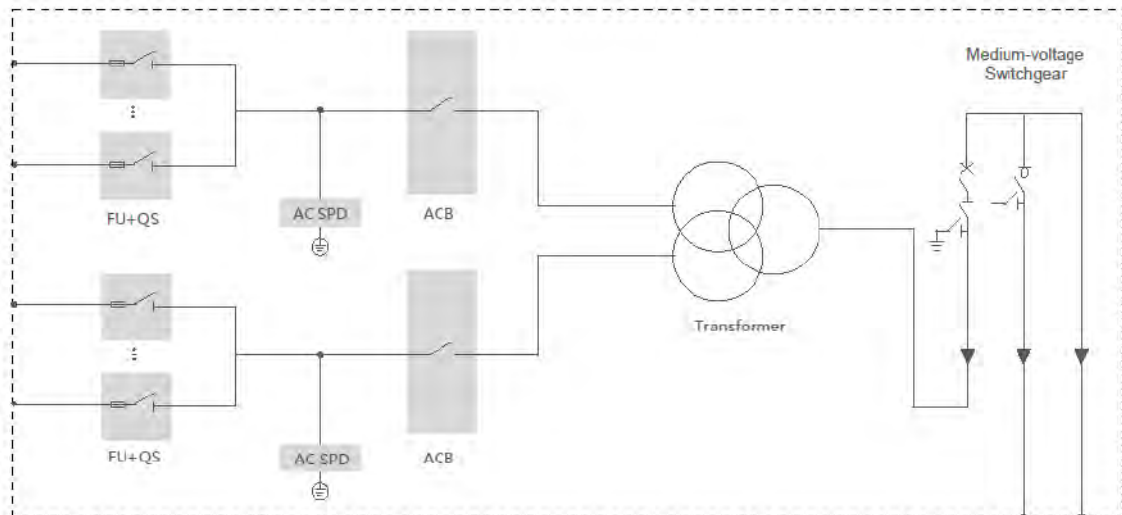 Medium-voltage
Switchgear
FU+QS
AC SPD
ACB
Transformer
FU+QS
AC SPD
ACB